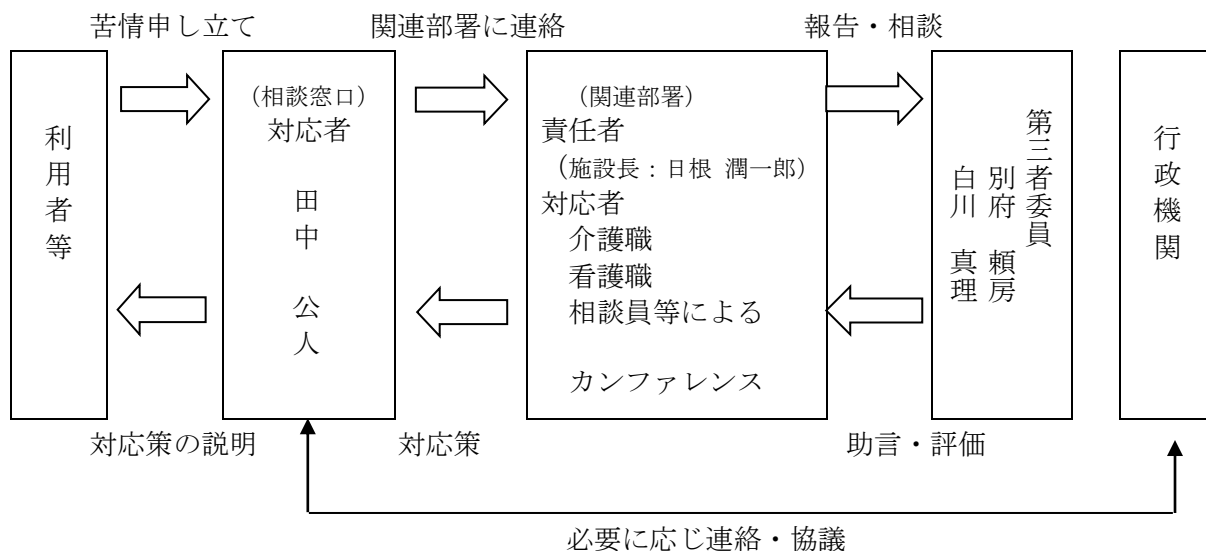 苦情申し立て
関連部署に連絡
報告・相談
利用者等
（相談窓口）
対応者
田中 公人
（関連部署）
責任者
（施設長：日根 潤一郎）
対応者
介護職
看護職
相談員等による
カンファレンス
第三者委員
別府 頼房
白川 真理
行政機関
対応策の説明
対応策
助言・評価
必要に応じ連絡・協議